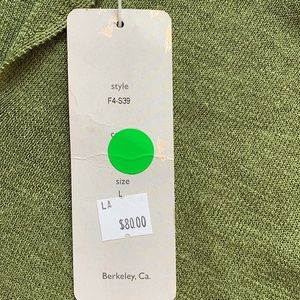 style
F4-S39
size
L
LA
$80.00
Berkeley, Ca.